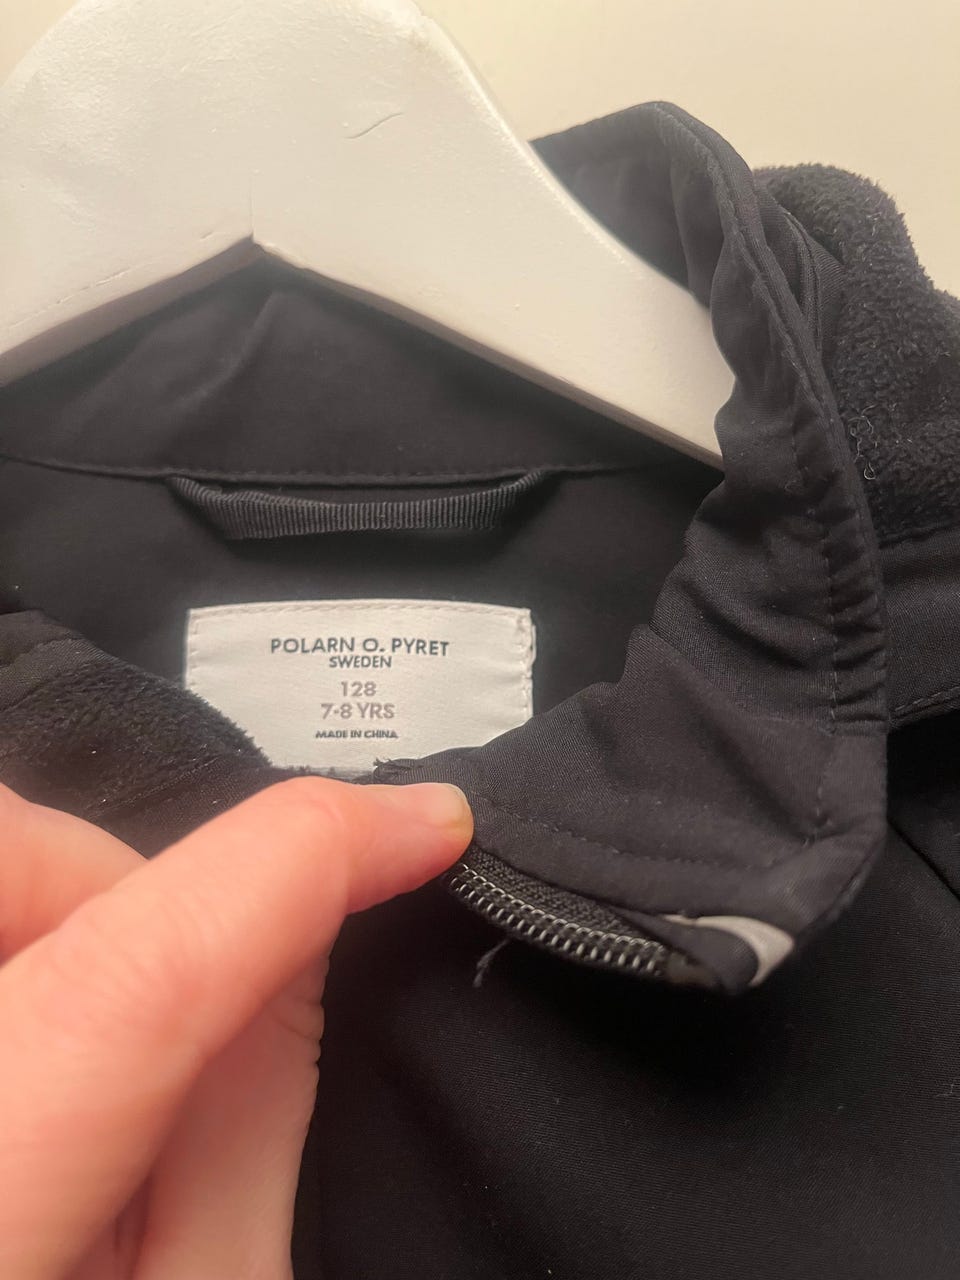 POLARN O. PYRET
SWEDEN
128
7-8 YRS
MADE IN CHINA